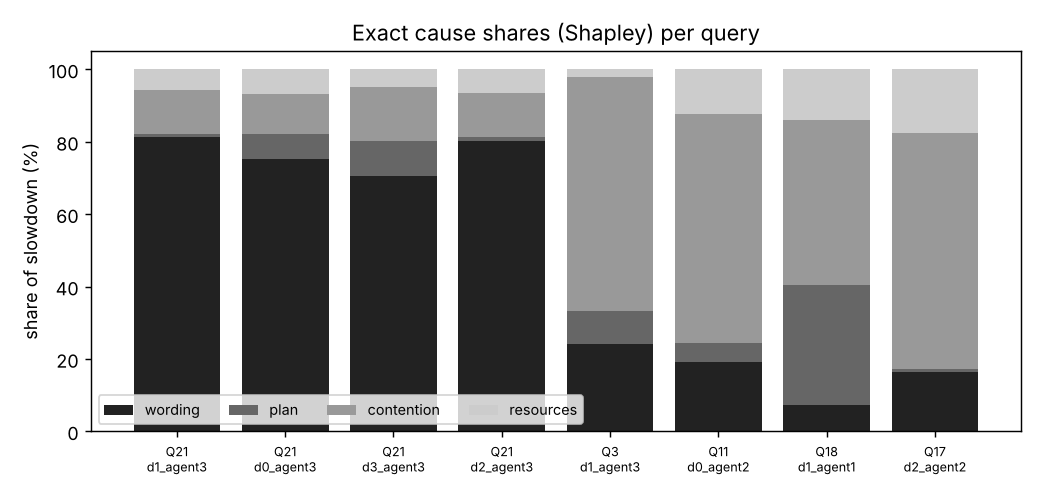 Exact cause shares (Shapley) per query
share of slowdown (%)
100
80
60
40
20
0
wording plan contention resources
Q21 Q21 Q21 Q21 Q3 Q11 Q18 Q17
d1_agent3 d0_agent3 d3_agent3 d2_agent3 d1_agent3 d0_agent2 d1_agent1 d2_agent2